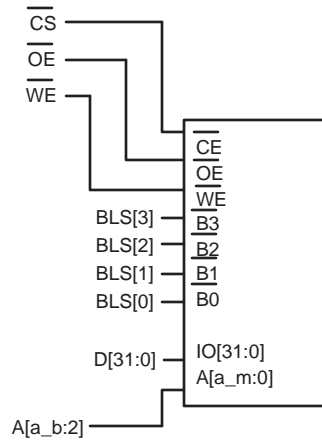 CS
OE
WE
CE
OE
WE
BLS[3] B3
BLS[2] B2
BLS[1] B1
BLS[0] B0
D[31:0] IO[31:0]
A[a_m:0]
A[a_b:2]